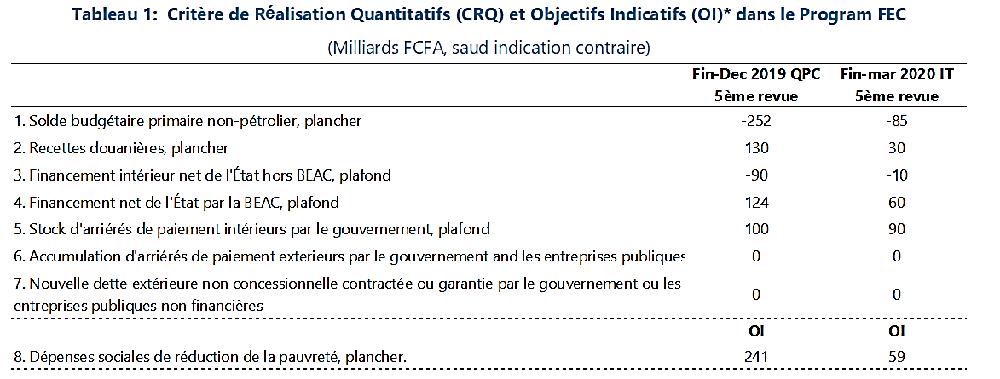 Tableau 1: Critère de Réalisation Quantitatifs (CRQ) et Objectifs Indicatifs (OI)* dans le Program FEC
(Milliards FCFA, saud indication contraire)
Fin-Dec 2019 QPC Fin-mar 2020 IT
5ème revue 5ème revue
1. Solde budgétaire primaire non-pétrolier, plancher -252 -85
2. Recettes douanières, plancher 130 30
3. Financement intérieur net de l'État hors BEAC, plafond -90 -10
4. Financement net de l'État par la BEAC, plafond 124 60
5. Stock d'arriérés de paiement intérieurs par le gouvernement, plafond 100 90
6. Accumulation d'arriérés de paiement exterieurs par le gouvernement and les entreprises publiques 0 0
7. Nouvelle dette extérieure non concessionnelle contractée ou garantie par le gouvernement ou les
entreprises publiques non financières 0 0
OI OI
8. Dépenses sociales de réduction de la pauvreté, plancher. 241 59